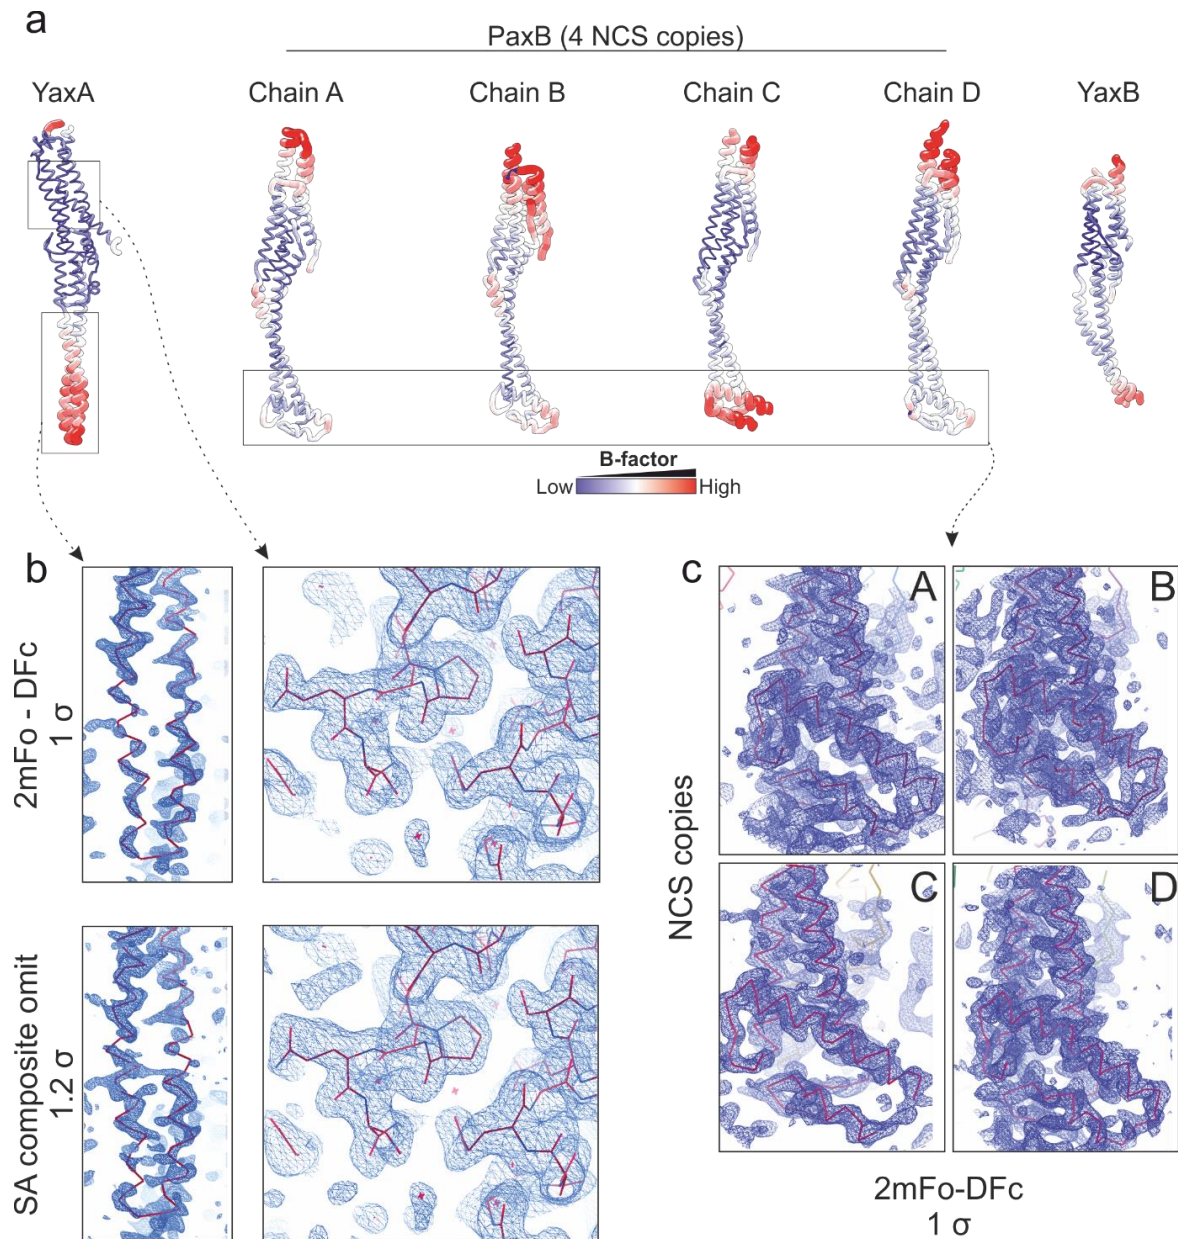 a
PaxB (4 NCS copies)
YaxA
Chain A
Chain B
Chain C
Chain D
YaxB
B-factor
Low
High
b
2mFo - DFc
1 σ
SA composite omit
1.2 σ
c
NCS copies
A
B
C
D
2mFo-DFc
1 σ